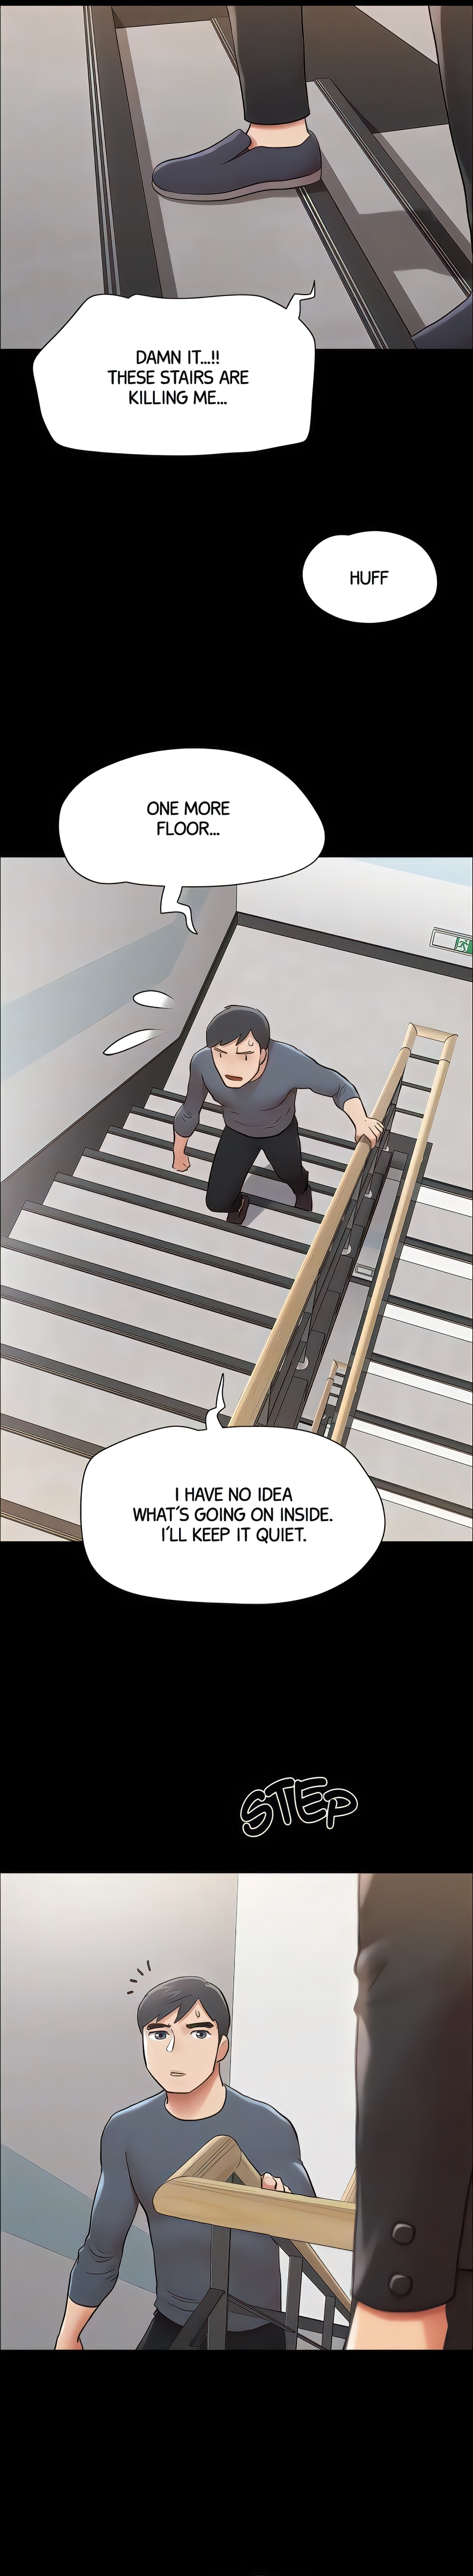 DAMN IT...!!
THESE STAIRS ARE
KILLING ME...
HUFF
ONE MORE
FLOOR...
I HAVE NO IDEA
WHAT'S GOING ON INSIDE.
I'LL KEEP IT QUIET.
STEP